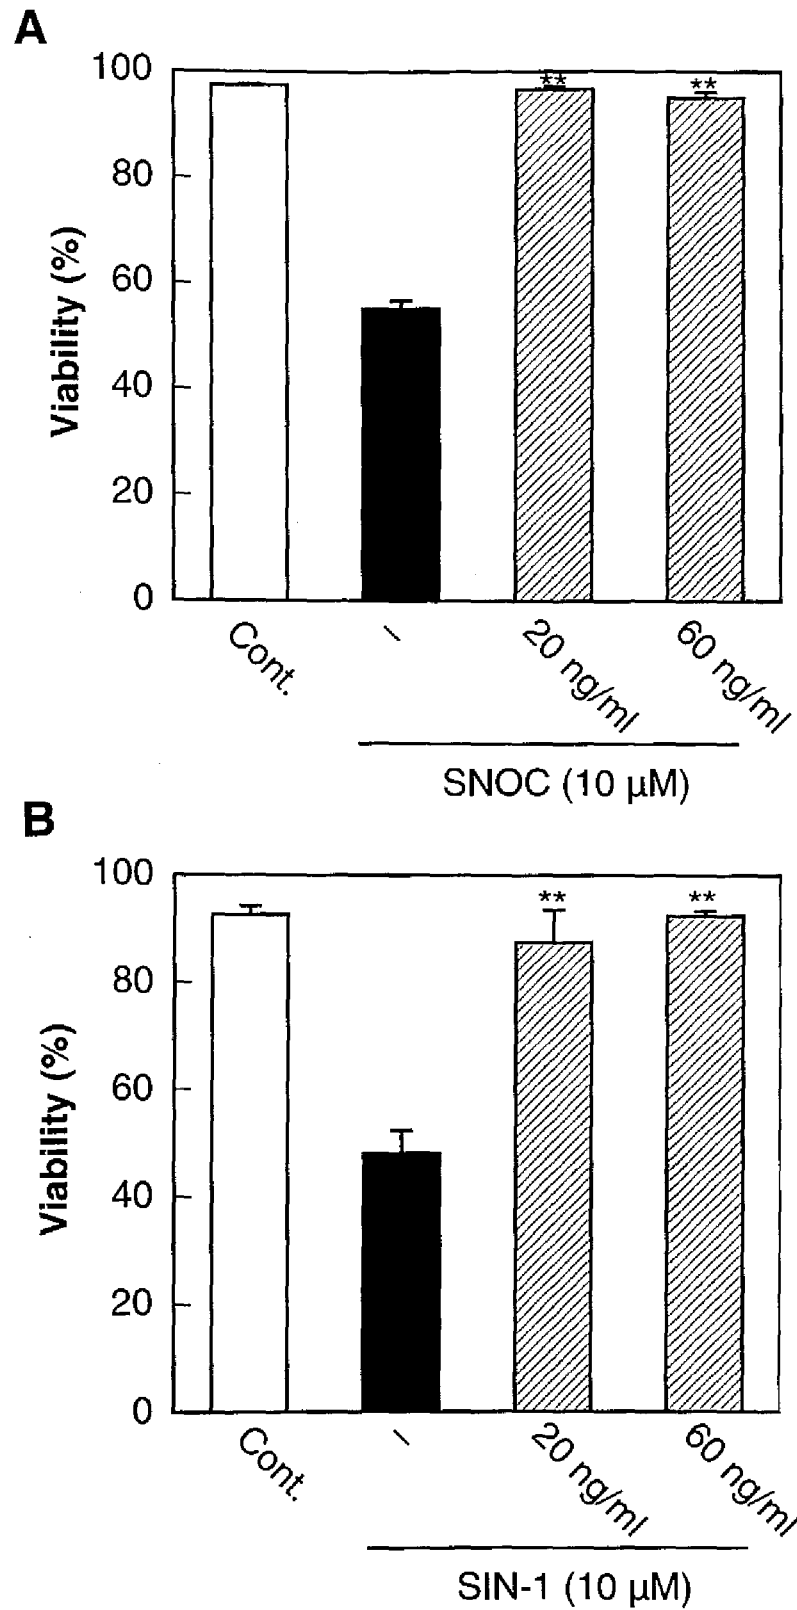 A
100
80
60
40
20
0
Viability (%)
**
**
Cont.
–
20 ng/ml
60 ng/ml
SNOC (10 µM)
B
100
80
60
40
20
0
Viability (%)
**
**
Cont.
–
20 ng/ml
60 ng/ml
SIN-1 (10 µM)